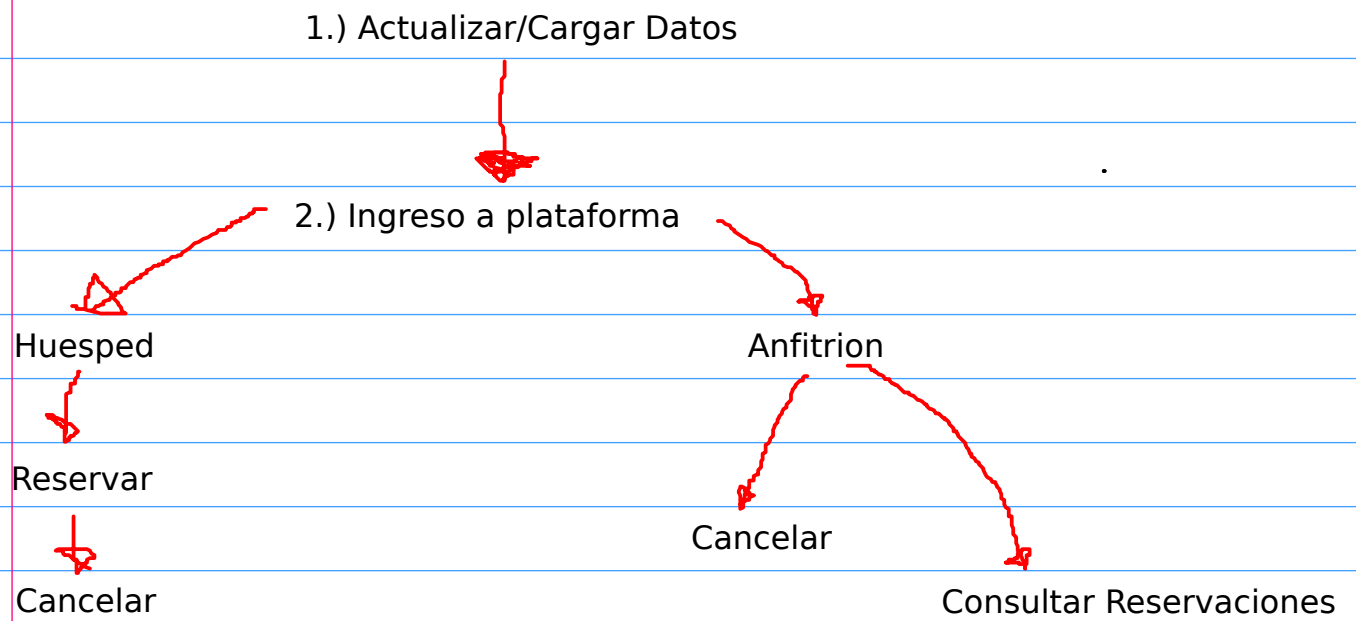 1.) Actualizar/Cargar Datos
2.) Ingreso a plataforma
Huesped
Anfitrion
Reservar
Cancelar
Cancelar
Consultar Reservaciones